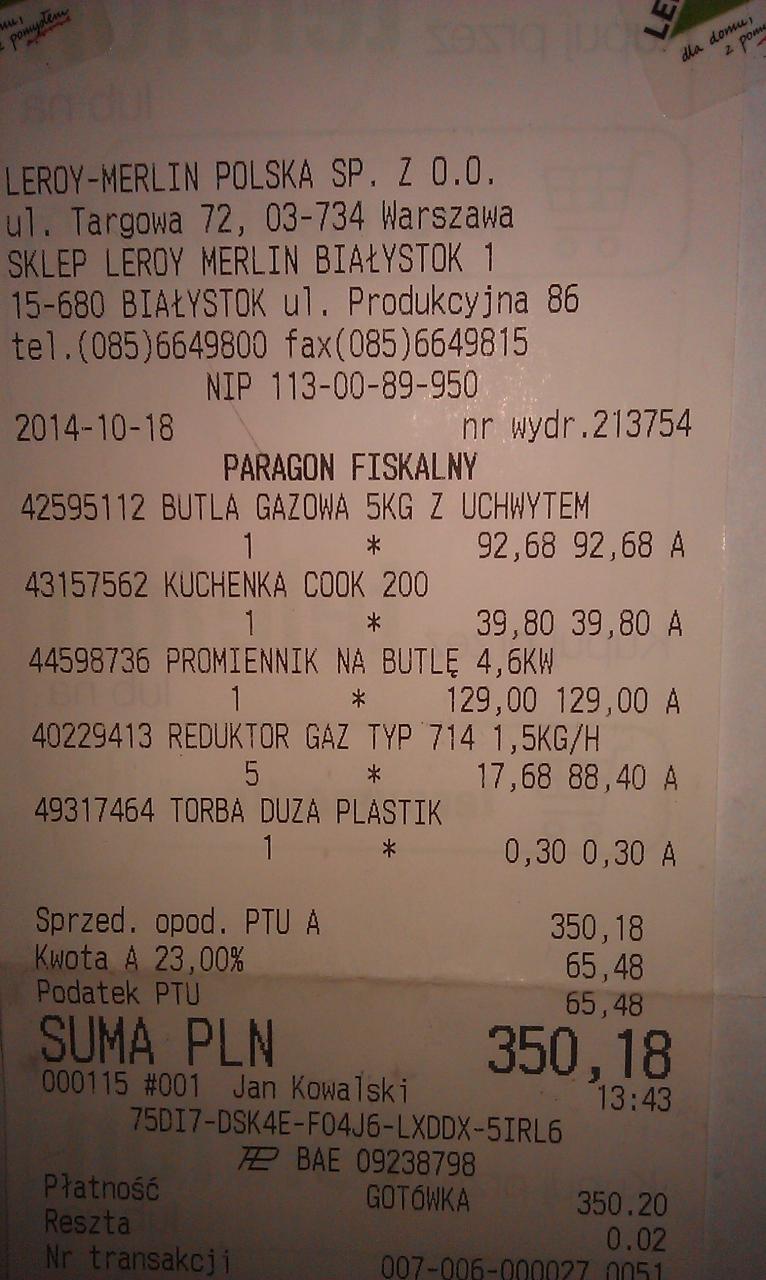 mu,
z pomysłem
LE
dla domu,
z pom
LEROY-MERLIN POLSKA SP. Z O.O.
ul. Targowa 72, 03-734 Warszawa
SKLEP LEROY MERLIN BIAŁYSTOK 1
15-680 BIAŁYSTOK ul. Produkcyjna 86
tel.(085)6649800 fax(085)6649815
NIP 113-00-89-950
2014-10-18 nr wydr.213754
PARAGON FISKALNY
42595112 BUTLA GAZOWA 5KG Z UCHWYTEM
1 * 92,68 92,68 A
43157562 KUCHENKA COOK 200
1 * 39,80 39,80 A
44598736 PROMIENNIK NA BUTLĘ 4,6KW
1 * 129,00 129,00 A
40229413 REDUKTOR GAZ TYP 714 1,5KG/H
5 * 17,68 88,40 A
49317464 TORBA DUZA PLASTIK
1 * 0,30 0,30 A
Sprzed. opod. PTU A 350,18
Kwota A 23,00% 65,48
Podatek PTU 65,48
SUMA PLN 350,18
000115 #001 Jan Kowalski 13:43
75DI7-DSK4E-FO4J6-LXDDX-5IRL6
BAE 09238798
Płatność GOTÓWKA 350.20
Reszta 0.02
Nr transakcji 007-006-000027 0051